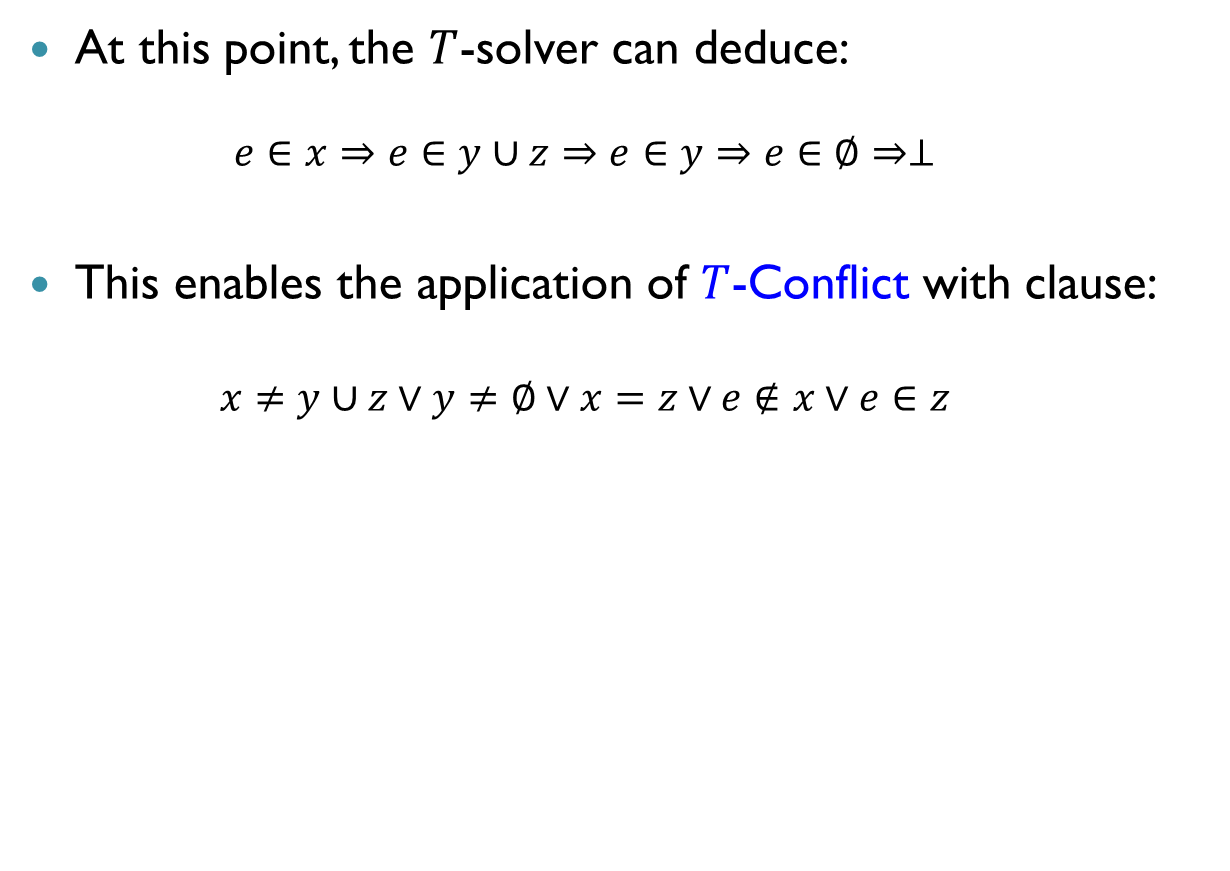 • At this point, the T-solver can deduce:
e ∈ x ⇒ e ∈ y ∪ z ⇒ e ∈ y ⇒ e ∈ ∅ ⇒⊥
• This enables the application of T-Conflict with clause:
x ≠ y ∪ z ∨ y ≠ ∅ ∨ x = z ∨ e ∉ x ∨ e ∈ z